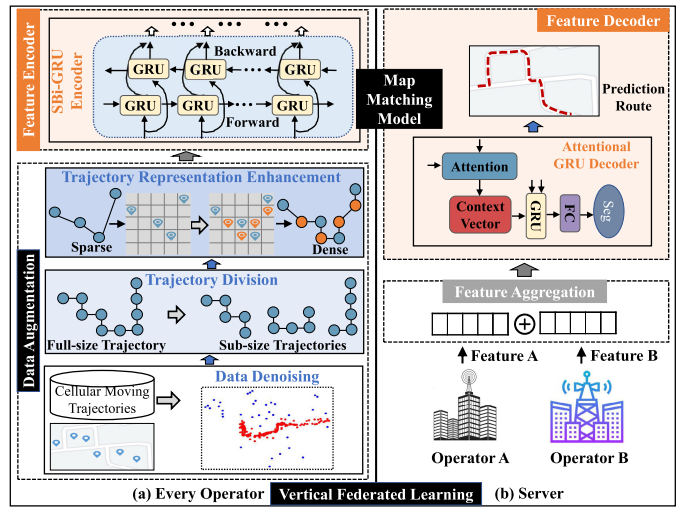 Feature Encoder
SBi-GRU
Encoder
Backward
GRU
GRU
GRU
GRU
GRU
GRU
Forward
Map
Matching
Model
Data Augmentation
Trajectory Representation Enhancement
Sparse
Dense
Trajectory Division
Full-size Trajectory
Sub-size Trajectories
Data Denoising
Cellular Moving
Trajectories
(a) Every Operator
Vertical Federated Learning
(b) Server
Feature Decoder
Prediction
Route
Attentional
GRU Decoder
Attention
Context
Vector
GRU
FC
Seg
Feature Aggregation
Feature A
Feature B
Operator A
Operator B